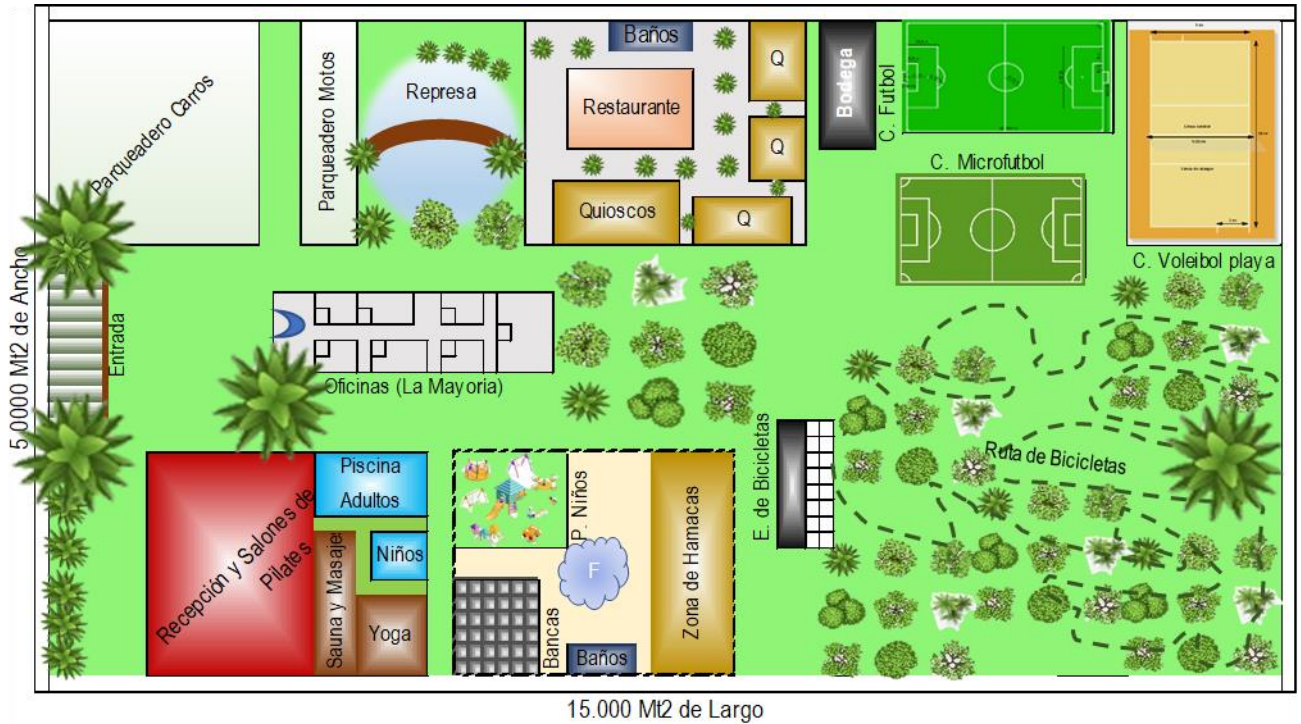 Baños
Parqueadero Carros
Parqueadero Motos
Represa
Restaurante
Q
Q
Quioscos
Q
Bodega
C. Futbol
C. Microfutbol
C. Voleibol playa
5.0000 Mt2 de Ancho
Entrada
Oficinas (La Mayoria)
E. de Bicicletas
Ruta de Bicicletas
Recepción y Salones de
Pilates
Piscina
Adultos
Niños
Sauna y Masaje
Yoga
P. Niños
F
Bancas
Baños
Zona de Hamacas
15.000 Mt2 de Largo